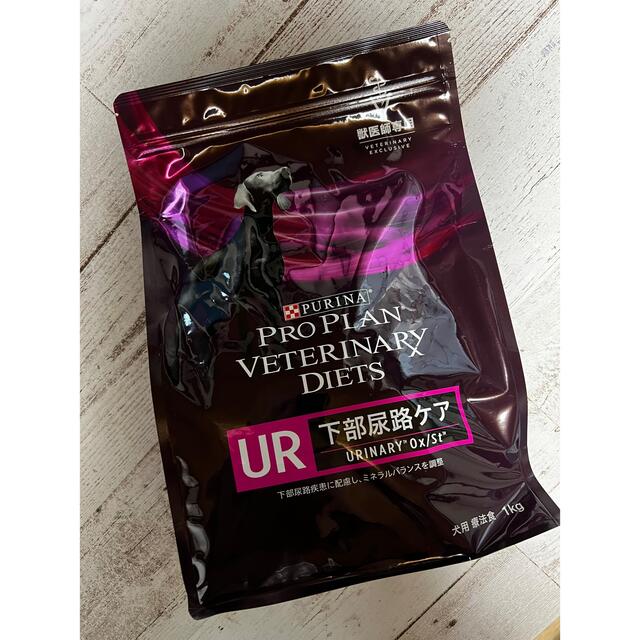 獣医師専用
VETERINARY
EXCLUSIVE
PURINA®
PRO PLAN®
VETERINARY
DIETS
UR 下部尿路ケア
URINARY™ Ox/St™
下部尿路疾患に配慮し、ミネラルバランスを調整
犬用 療法食 1kg